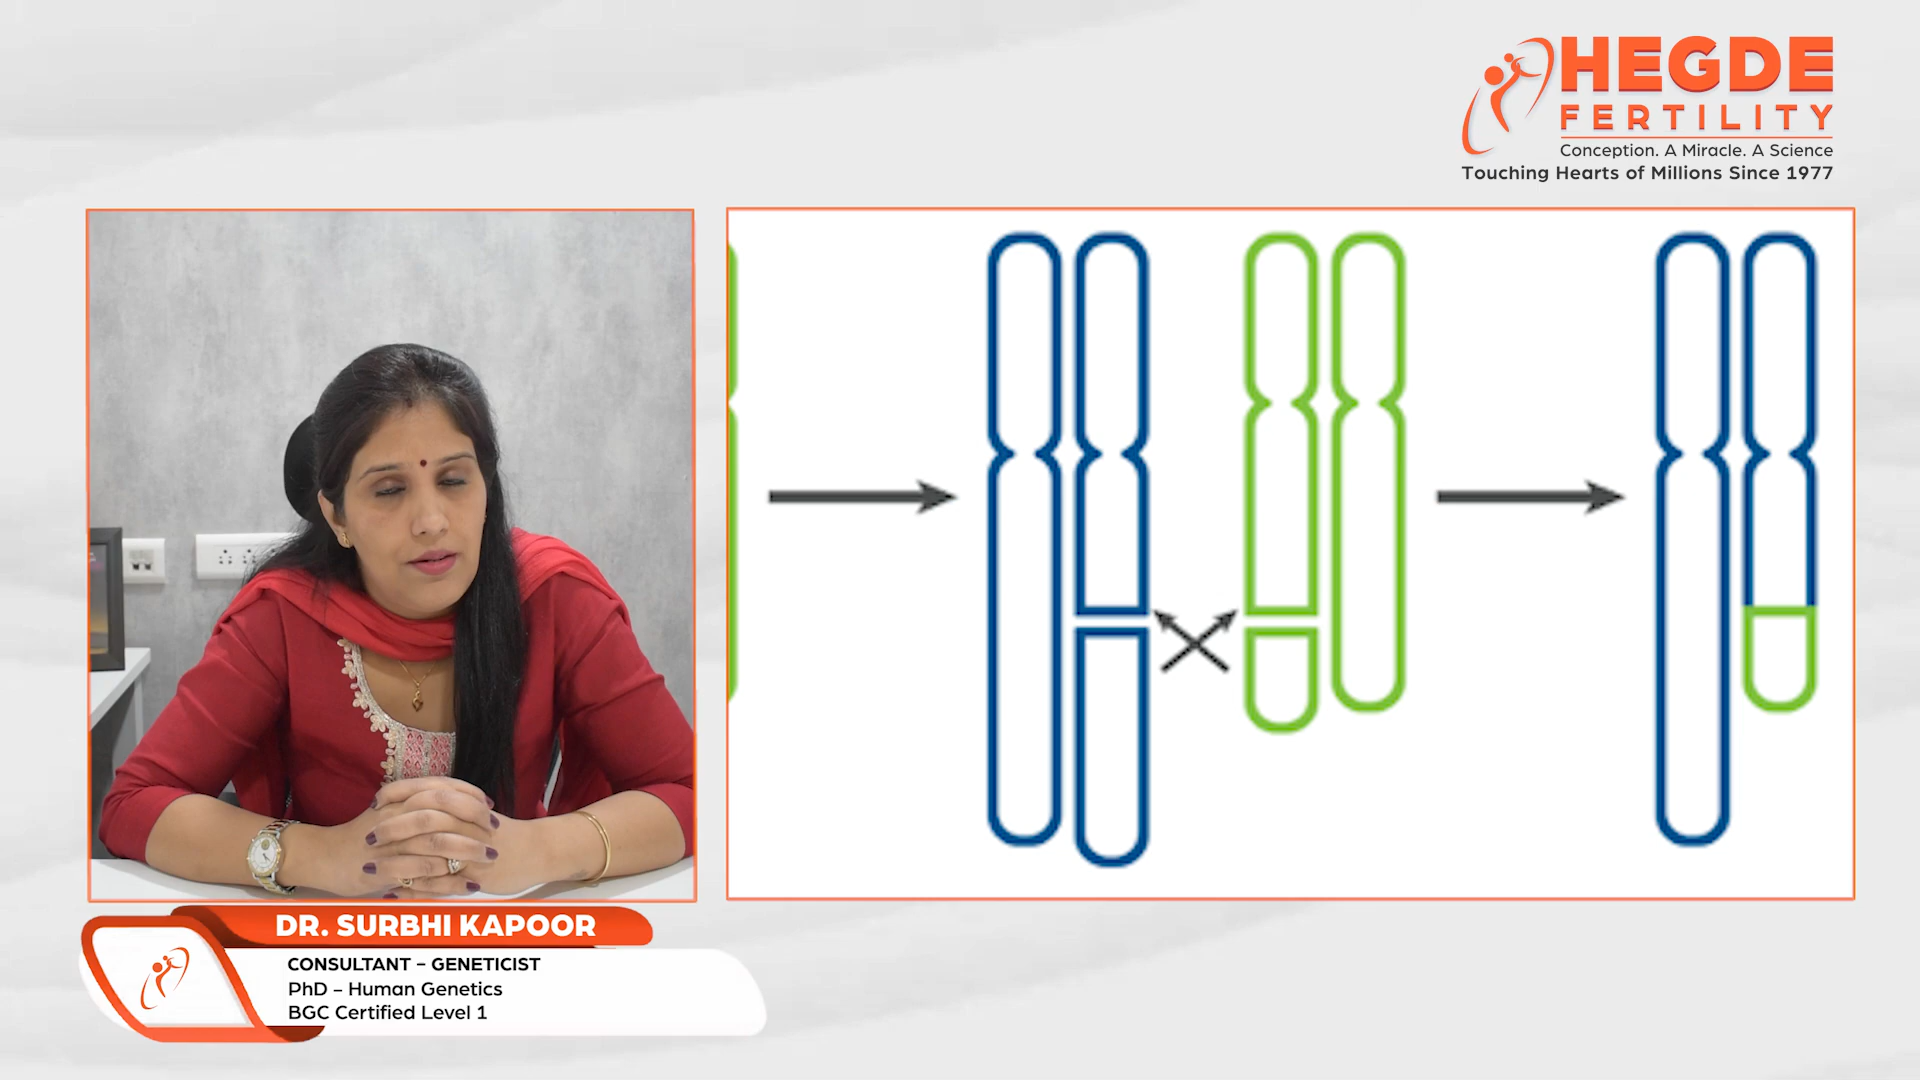 HEGDE
FERTILITY
Conception. A Miracle. A Science
Touching Hearts of Millions Since 1977
DR. SURBHI KAPOOR
CONSULTANT - GENETICIST
PhD - Human Genetics
BGC Certified Level 1